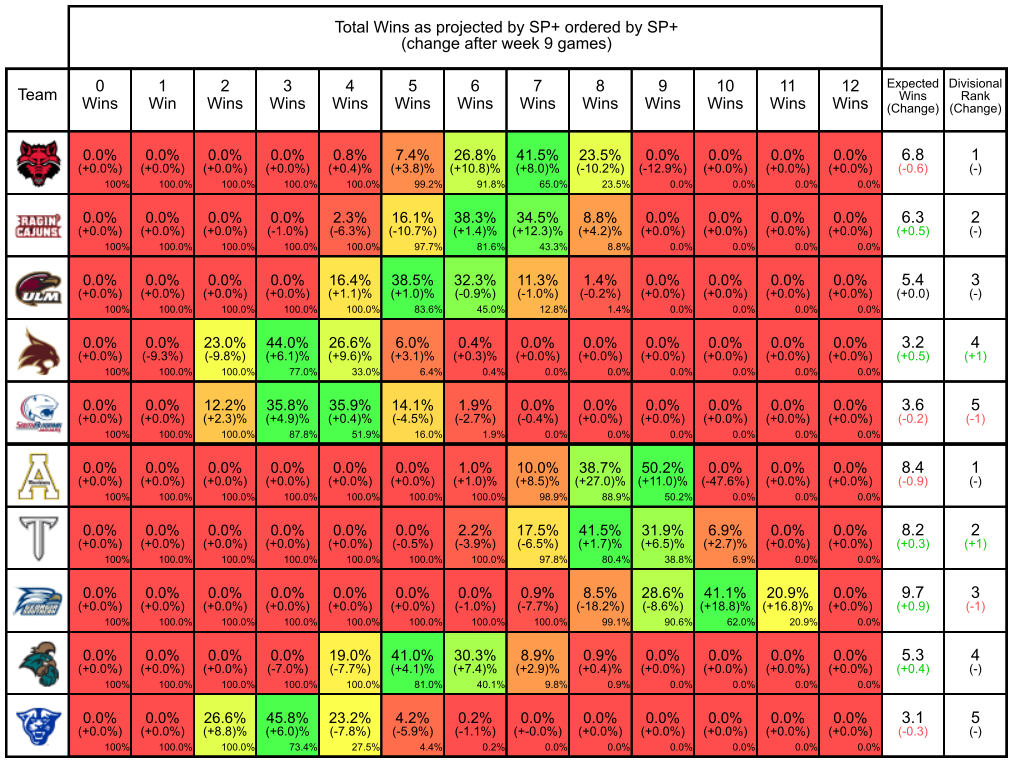 Total Wins as projected by SP+ ordered by SP+
(change after week 9 games)
Team 0 Wins 1 Win 2 Wins 3 Wins 4 Wins 5 Wins 6 Wins 7 Wins 8 Wins 9 Wins 10 Wins 11 Wins 12 Wins Expected Wins (Change) Divisional Rank (Change)
0.0% 0.0% 0.0% 0.0% 0.8% 7.4% 26.8% 41.5% 23.5% 0.0% 0.0% 0.0% 0.0% 6.8 1
(+0.0%) (+0.0%) (+0.0%) (+0.0%) (+0.4)% (+3.8)% (+10.8)% (+8.0)% (-10.2)% (-12.9%) (+0.0%) (+0.0%) (+0.0%) (-0.6) (-)
100% 100.0% 100.0% 100.0% 100.0% 99.2% 91.8% 65.0% 23.5% 0.0% 0.0% 0.0% 0.0%
RAGIN' CAJUNS
0.0% 0.0% 0.0% 0.0% 2.3% 16.1% 38.3% 34.5% 8.8% 0.0% 0.0% 0.0% 0.0% 6.3 2
(+0.0%) (+0.0%) (+0.0%) (-1.0%) (-6.3%) (-10.7%) (+1.4)% (+12.3)% (+4.2)% (+0.0%) (+0.0%) (+0.0%) (+0.0%) (+0.5) (-)
100% 100.0% 100.0% 100.0% 100.0% 97.7% 81.6% 43.3% 8.8% 0.0% 0.0% 0.0% 0.0%
ULM
0.0% 0.0% 0.0% 0.0% 16.4% 38.5% 32.3% 11.3% 1.4% 0.0% 0.0% 0.0% 0.0% 5.4 3
(+0.0%) (+0.0%) (+0.0%) (+0.0%) (+1.1)% (+1.0)% (-0.9)% (-1.0)% (-0.2)% (+0.0%) (+0.0%) (+0.0%) (+0.0%) (+0.0) (-)
100% 100.0% 100.0% 100.0% 100.0% 83.6% 45.0% 12.8% 1.4% 0.0% 0.0% 0.0% 0.0%
0.0% 0.0% 23.0% 44.0% 26.6% 6.0% 0.4% 0.0% 0.0% 0.0% 0.0% 0.0% 0.0% 3.2 4
(+0.0%) (-9.3%) (-9.8%) (+6.1)% (+9.6)% (+3.1)% (+0.3)% (+0.0%) (+0.0%) (+0.0%) (+0.0%) (+0.0%) (+0.0%) (+0.5) (+1)
100% 100.0% 100.0% 77.0% 33.0% 6.4% 0.4% 0.0% 0.0% 0.0% 0.0% 0.0% 0.0%
0.0% 0.0% 12.2% 35.8% 35.9% 14.1% 1.9% 0.0% 0.0% 0.0% 0.0% 0.0% 0.0% 3.6 5
(+0.0%) (+0.0%) (+2.3)% (+4.9)% (+0.4)% (-4.5)% (-2.7)% (-0.4)% (+0.0%) (+0.0%) (+0.0%) (+0.0%) (+0.0%) (-0.2) (-1)
100% 100.0% 100.0% 87.8% 51.9% 16.0% 1.9% 0.0% 0.0% 0.0% 0.0% 0.0% 0.0%
A
0.0% 0.0% 0.0% 0.0% 0.0% 0.0% 1.0% 10.0% 38.7% 50.2% 0.0% 0.0% 0.0% 8.4 1
(+0.0%) (+0.0%) (+0.0%) (+0.0%) (+0.0%) (+0.0%) (+1.0)% (+8.5)% (+27.0)% (+11.0)% (-47.6%) (+0.0%) (+0.0%) (-0.9) (-)
100% 100.0% 100.0% 100.0% 100.0% 100.0% 100.0% 98.9% 88.9% 50.2% 0.0% 0.0% 0.0%
T
0.0% 0.0% 0.0% 0.0% 0.0% 0.0% 2.2% 17.5% 41.5% 31.9% 6.9% 0.0% 0.0% 8.2 2
(+0.0%) (+0.0%) (+0.0%) (+0.0%) (+0.0%) (-0.5%) (-3.9%) (-6.5%) (+1.7)% (+6.5)% (+2.7)% (+0.0%) (+0.0%) (+0.3) (+1)
100% 100.0% 100.0% 100.0% 100.0% 100.0% 100.0% 97.8% 80.4% 38.8% 6.9% 0.0% 0.0%
0.0% 0.0% 0.0% 0.0% 0.0% 0.0% 0.0% 0.9% 8.5% 28.6% 41.1% 20.9% 0.0% 9.7 3
(+0.0%) (+0.0%) (+0.0%) (+0.0%) (+0.0%) (+0.0%) (-1.0%) (-7.7%) (-18.2%) (-8.6%) (+18.8)% (+16.8)% (+0.0%) (+0.9) (-1)
100% 100.0% 100.0% 100.0% 100.0% 100.0% 100.0% 100.0% 99.1% 90.6% 62.0% 20.9% 0.0%
0.0% 0.0% 0.0% 0.0% 19.0% 41.0% 30.3% 8.9% 0.9% 0.0% 0.0% 0.0% 0.0% 5.3 4
(+0.0%) (+0.0%) (+0.0%) (-7.0%) (-7.7%) (+4.1)% (+7.4)% (+2.9)% (+0.4)% (+0.0%) (+0.0%) (+0.0%) (+0.0%) (+0.4) (-)
100% 100.0% 100.0% 100.0% 100.0% 81.0% 40.1% 9.8% 0.9% 0.0% 0.0% 0.0% 0.0%
0.0% 0.0% 26.6% 45.8% 23.2% 4.2% 0.2% 0.0% 0.0% 0.0% 0.0% 0.0% 0.0% 3.1 5
(+0.0%) (+0.0%) (+8.8)% (+6.0)% (-7.8)% (-5.9)% (-1.1)% (+-0.0)% (+0.0%) (+0.0%) (+0.0%) (+0.0%) (+0.0%) (-0.3) (-)
100% 100.0% 100.0% 73.4% 27.5% 4.4% 0.2% 0.0% 0.0% 0.0% 0.0% 0.0% 0.0%